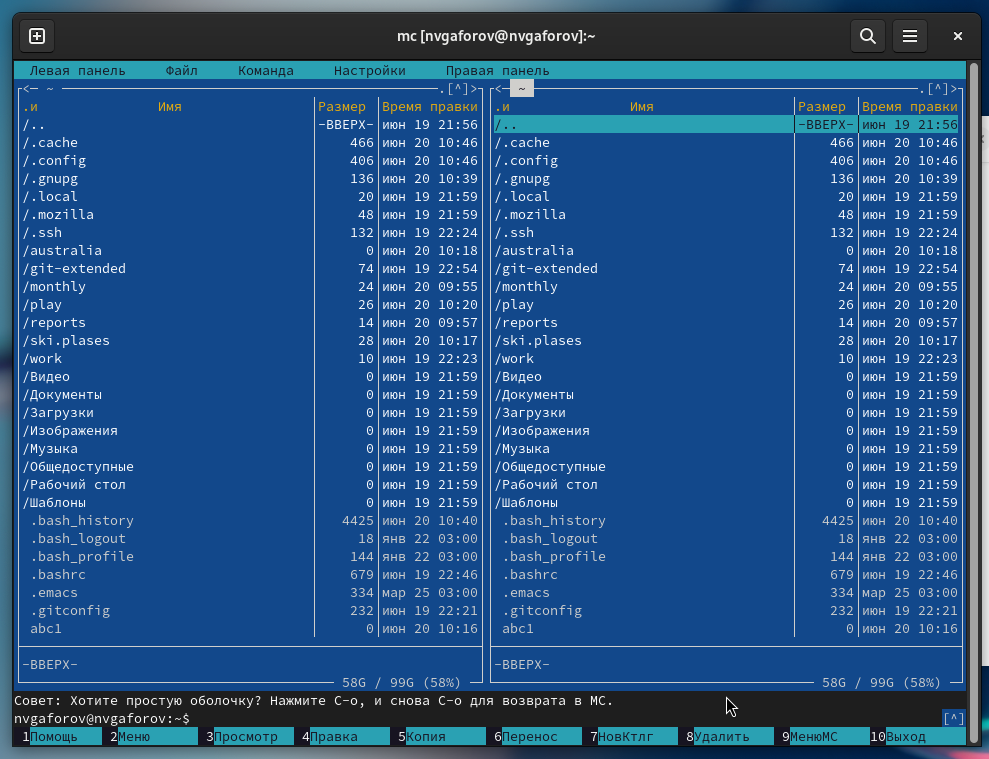 mc [nvgaforov@nvgaforov]:~
Левая панель Файл Команда Настройки Правая панель
<─ ~ .[^]> <─ ~ .[^]>
.и Имя Размер Время правки .и Имя Размер Время правки
/.. -ВВЕРХ- июн 19 21:56 /.. -ВВЕРХ- июн 19 21:56
/.cache 466 июн 20 10:46 /.cache 466 июн 20 10:46
/.config 406 июн 20 10:46 /.config 406 июн 20 10:46
/.gnupg 136 июн 20 10:39 /.gnupg 136 июн 20 10:39
/.local 20 июн 19 21:59 /.local 20 июн 19 21:59
/.mozilla 48 июн 19 21:59 /.mozilla 48 июн 19 21:59
/.ssh 132 июн 19 22:24 /.ssh 132 июн 19 22:24
/australia 0 июн 20 10:18 /australia 0 июн 20 10:18
/git-extended 74 июн 19 22:54 /git-extended 74 июн 19 22:54
/monthly 24 июн 20 09:55 /monthly 24 июн 20 09:55
/play 26 июн 20 10:20 /play 26 июн 20 10:20
/reports 14 июн 20 09:57 /reports 14 июн 20 09:57
/ski.plases 28 июн 20 10:17 /ski.plases 28 июн 20 10:17
/work 10 июн 19 22:23 /work 10 июн 19 22:23
/Видео 0 июн 19 21:59 /Видео 0 июн 19 21:59
/Документы 0 июн 19 21:59 /Документы 0 июн 19 21:59
/Загрузки 0 июн 19 21:59 /Загрузки 0 июн 19 21:59
/Изображения 0 июн 19 21:59 /Изображения 0 июн 19 21:59
/Музыка 0 июн 19 21:59 /Музыка 0 июн 19 21:59
/Общедоступные 0 июн 19 21:59 /Общедоступные 0 июн 19 21:59
/Рабочий стол 0 июн 19 21:59 /Рабочий стол 0 июн 19 21:59
/Шаблоны 0 июн 19 21:59 /Шаблоны 0 июн 19 21:59
.bash_history 4425 июн 20 10:40 .bash_history 4425 июн 20 10:40
.bash_logout 18 янв 22 03:00 .bash_logout 18 янв 22 03:00
.bash_profile 144 янв 22 03:00 .bash_profile 144 янв 22 03:00
.bashrc 679 июн 19 22:46 .bashrc 679 июн 19 22:46
.emacs 334 мар 25 03:00 .emacs 334 мар 25 03:00
.gitconfig 232 июн 19 22:21 .gitconfig 232 июн 19 22:21
abc1 0 июн 20 10:16 abc1 0 июн 20 10:16
-ВВЕРХ- -ВВЕРХ-
58G / 99G (58%) 58G / 99G (58%)
Совет: Хотите простую оболочку? Нажмите C-o, и снова C-o для возврата в MC.
nvgaforov@nvgaforov:~$ [^]
1Помощь 2Меню 3Просмотр 4Правка 5Копия 6Перенос 7НовКтлг 8Удалить 9МенюMC 10Выход